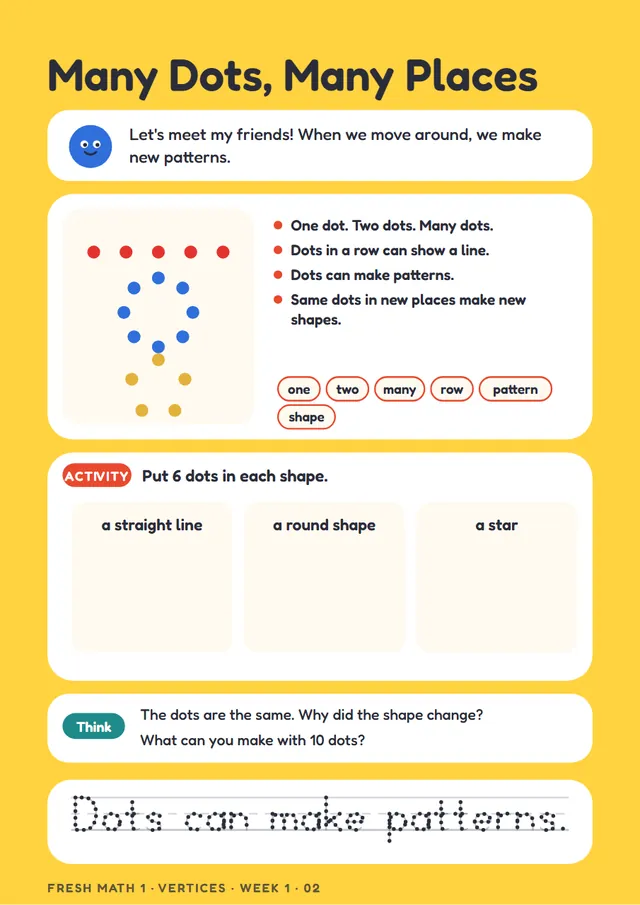 Many Dots, Many Places
Let's meet my friends! When we move around, we make
new patterns.
One dot. Two dots. Many dots.
Dots in a row can show a line.
Dots can make patterns.
Same dots in new places make new
shapes.
one two many row pattern
shape
ACTIVITY Put 6 dots in each shape.
a straight line a round shape a star
Think
The dots are the same. Why did the shape change?
What can you make with 10 dots?
Dots can make patterns.
FRESH MATH 1 · VERTICES · WEEK 1 · 02